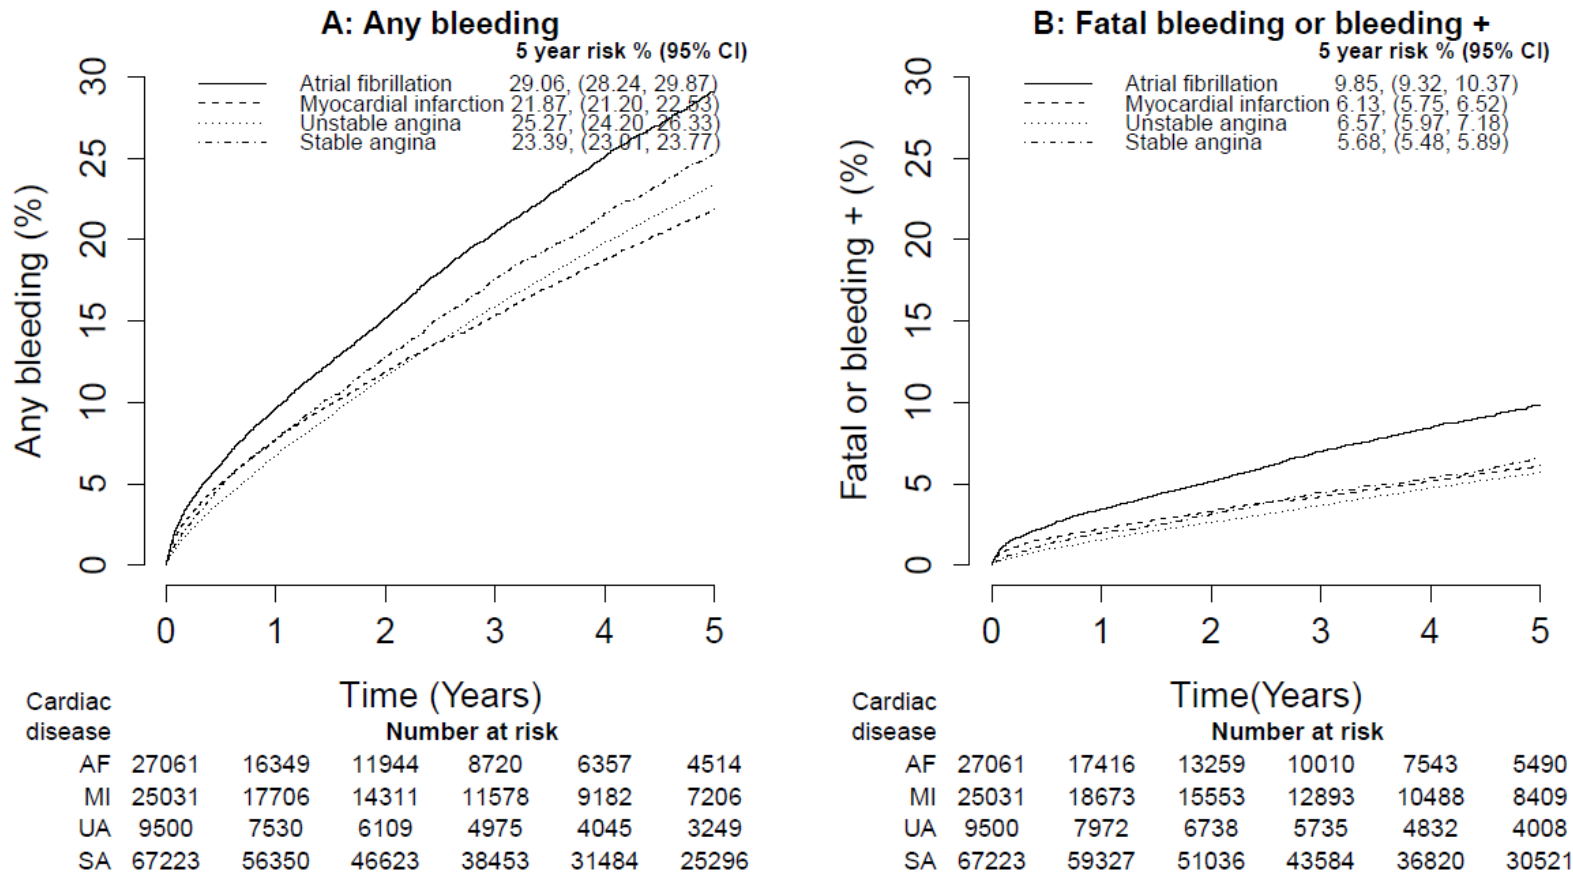 A: Any bleeding
5 year risk % (95% CI)
Atrial fibrillation 29.06, (28.24, 29.87)
Myocardial infarction 21.87, (21.20, 22.53)
Unstable angina 25.27, (24.20, 26.33)
Stable angina 23.39, (23.01, 23.77)
Any bleeding (%)
30
25
20
15
10
5
0
0 1 2 3 4 5
Time (Years)
Cardiac
disease Number at risk
AF 27061 16349 11944 8720 6357 4514
MI 25031 17706 14311 11578 9182 7206
UA 9500 7530 6109 4975 4045 3249
SA 67223 56350 46623 38453 31484 25296
B: Fatal bleeding or bleeding +
5 year risk % (95% CI)
Atrial fibrillation 9.85, (9.32, 10.37)
Myocardial infarction 6.13, (5.75, 6.52)
Unstable angina 6.57, (5.97, 7.18)
Stable angina 5.68, (5.48, 5.89)
Fatal or bleeding + (%)
30
25
20
15
10
5
0
0 1 2 3 4 5
Time(Years)
Cardiac
disease Number at risk
AF 27061 17416 13259 10010 7543 5490
MI 25031 18673 15553 12893 10488 8409
UA 9500 7972 6738 5735 4832 4008
SA 67223 59327 51036 43584 36820 30521